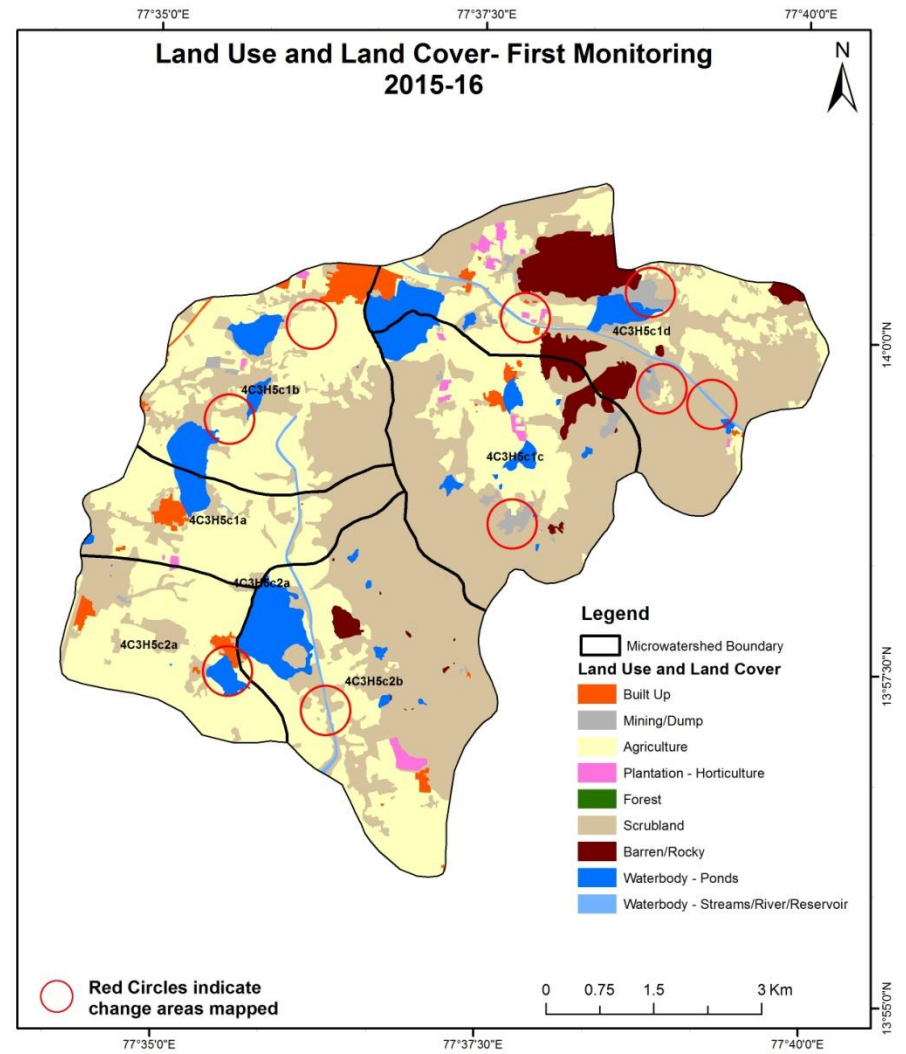 77°35'0"E 77°37'30"E 77°40'0"E
Land Use and Land Cover- First Monitoring
2015-16
N
4C3H5c1d
14°0'0"N
4C3H5c1b
4C3H5c1c
4C3H5c1a
4C3H5c2a
4C3H5c2a
4C3H5c2b
13°57'30"N
Legend
Microwatershed Boundary
Land Use and Land Cover
Built Up
Mining/Dump
Agriculture
Plantation - Horticulture
Forest
Scrubland
Barren/Rocky
Waterbody - Ponds
Waterbody - Streams/River/Reservoir
Red Circles indicate
change areas mapped
0 0.75 1.5 3 Km
13°55'0"N
77°35'0"E 77°37'30"E 77°40'0"E